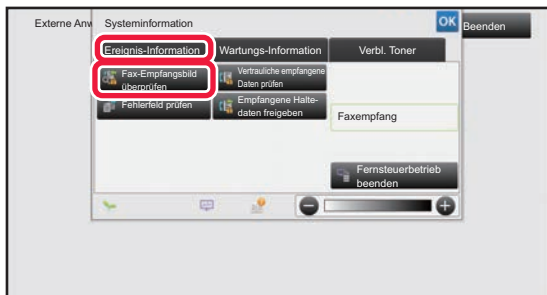 Externe Anw
Systeminformation
OK
Beenden
Ereignis-Information
Wartungs-Information
Verbl. Toner
Fax-Empfangsbild
überprüfen
Vertrauliche empfangene
Daten prüfen
Fehlerfeld prüfen
Empfangene Halte-
daten freigeben
Faxempfang
Fernsteuerbetrieb
beenden